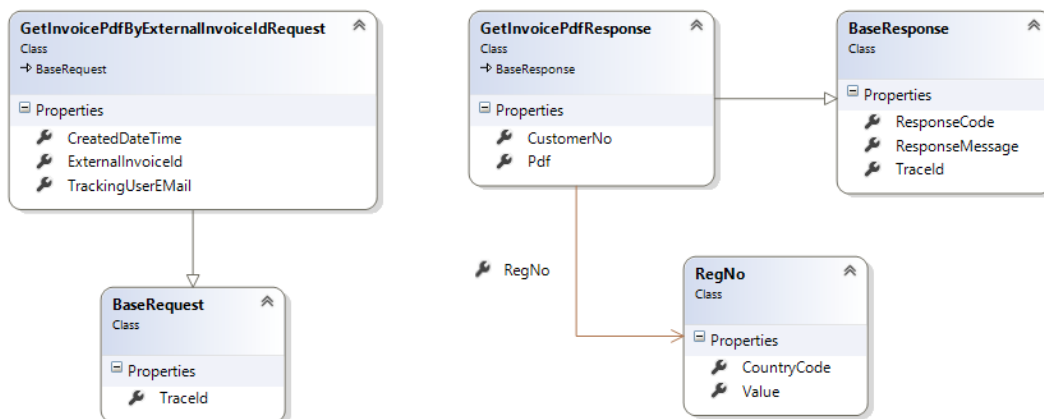 GetInvoicePdfByExternalInvoiceIdRequest
Class
BaseRequest
Properties
CreatedDateTime
ExternalInvoiceId
TrackingUserEMail
GetInvoicePdfResponse
Class
BaseResponse
Properties
CustomerNo
Pdf
BaseResponse
Class
Properties
ResponseCode
ResponseMessage
TraceId
RegNo
BaseRequest
Class
Properties
TraceId
RegNo
Class
Properties
CountryCode
Value